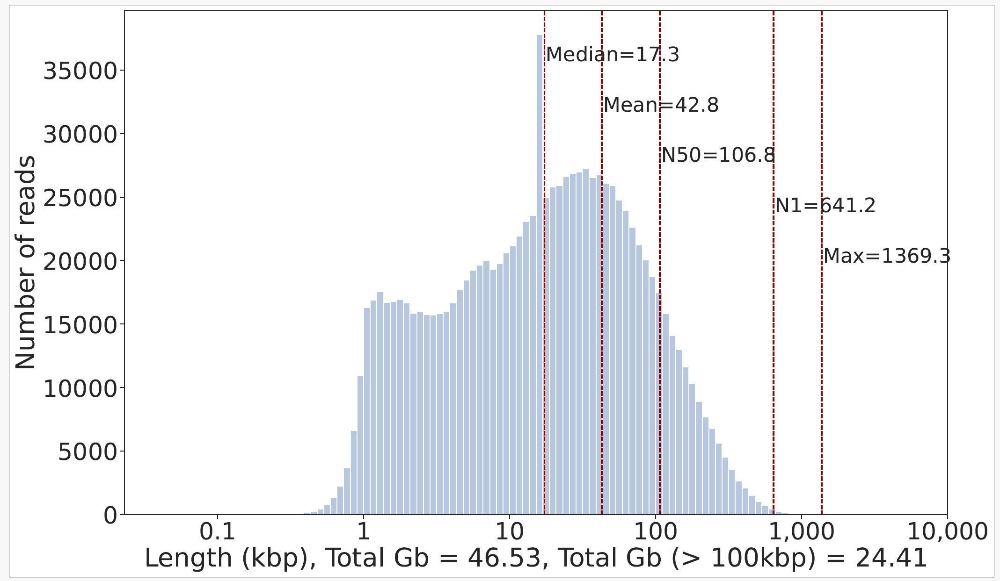 Median=17.3
Mean=42.8
N50=106.8
N1=641.2
Max=1369.3
Number of reads
35000
30000
25000
20000
15000
10000
5000
0
0.1 1 10 100 1,000 10,000
Length (kbp), Total Gb = 46.53, Total Gb (> 100kbp) = 24.41